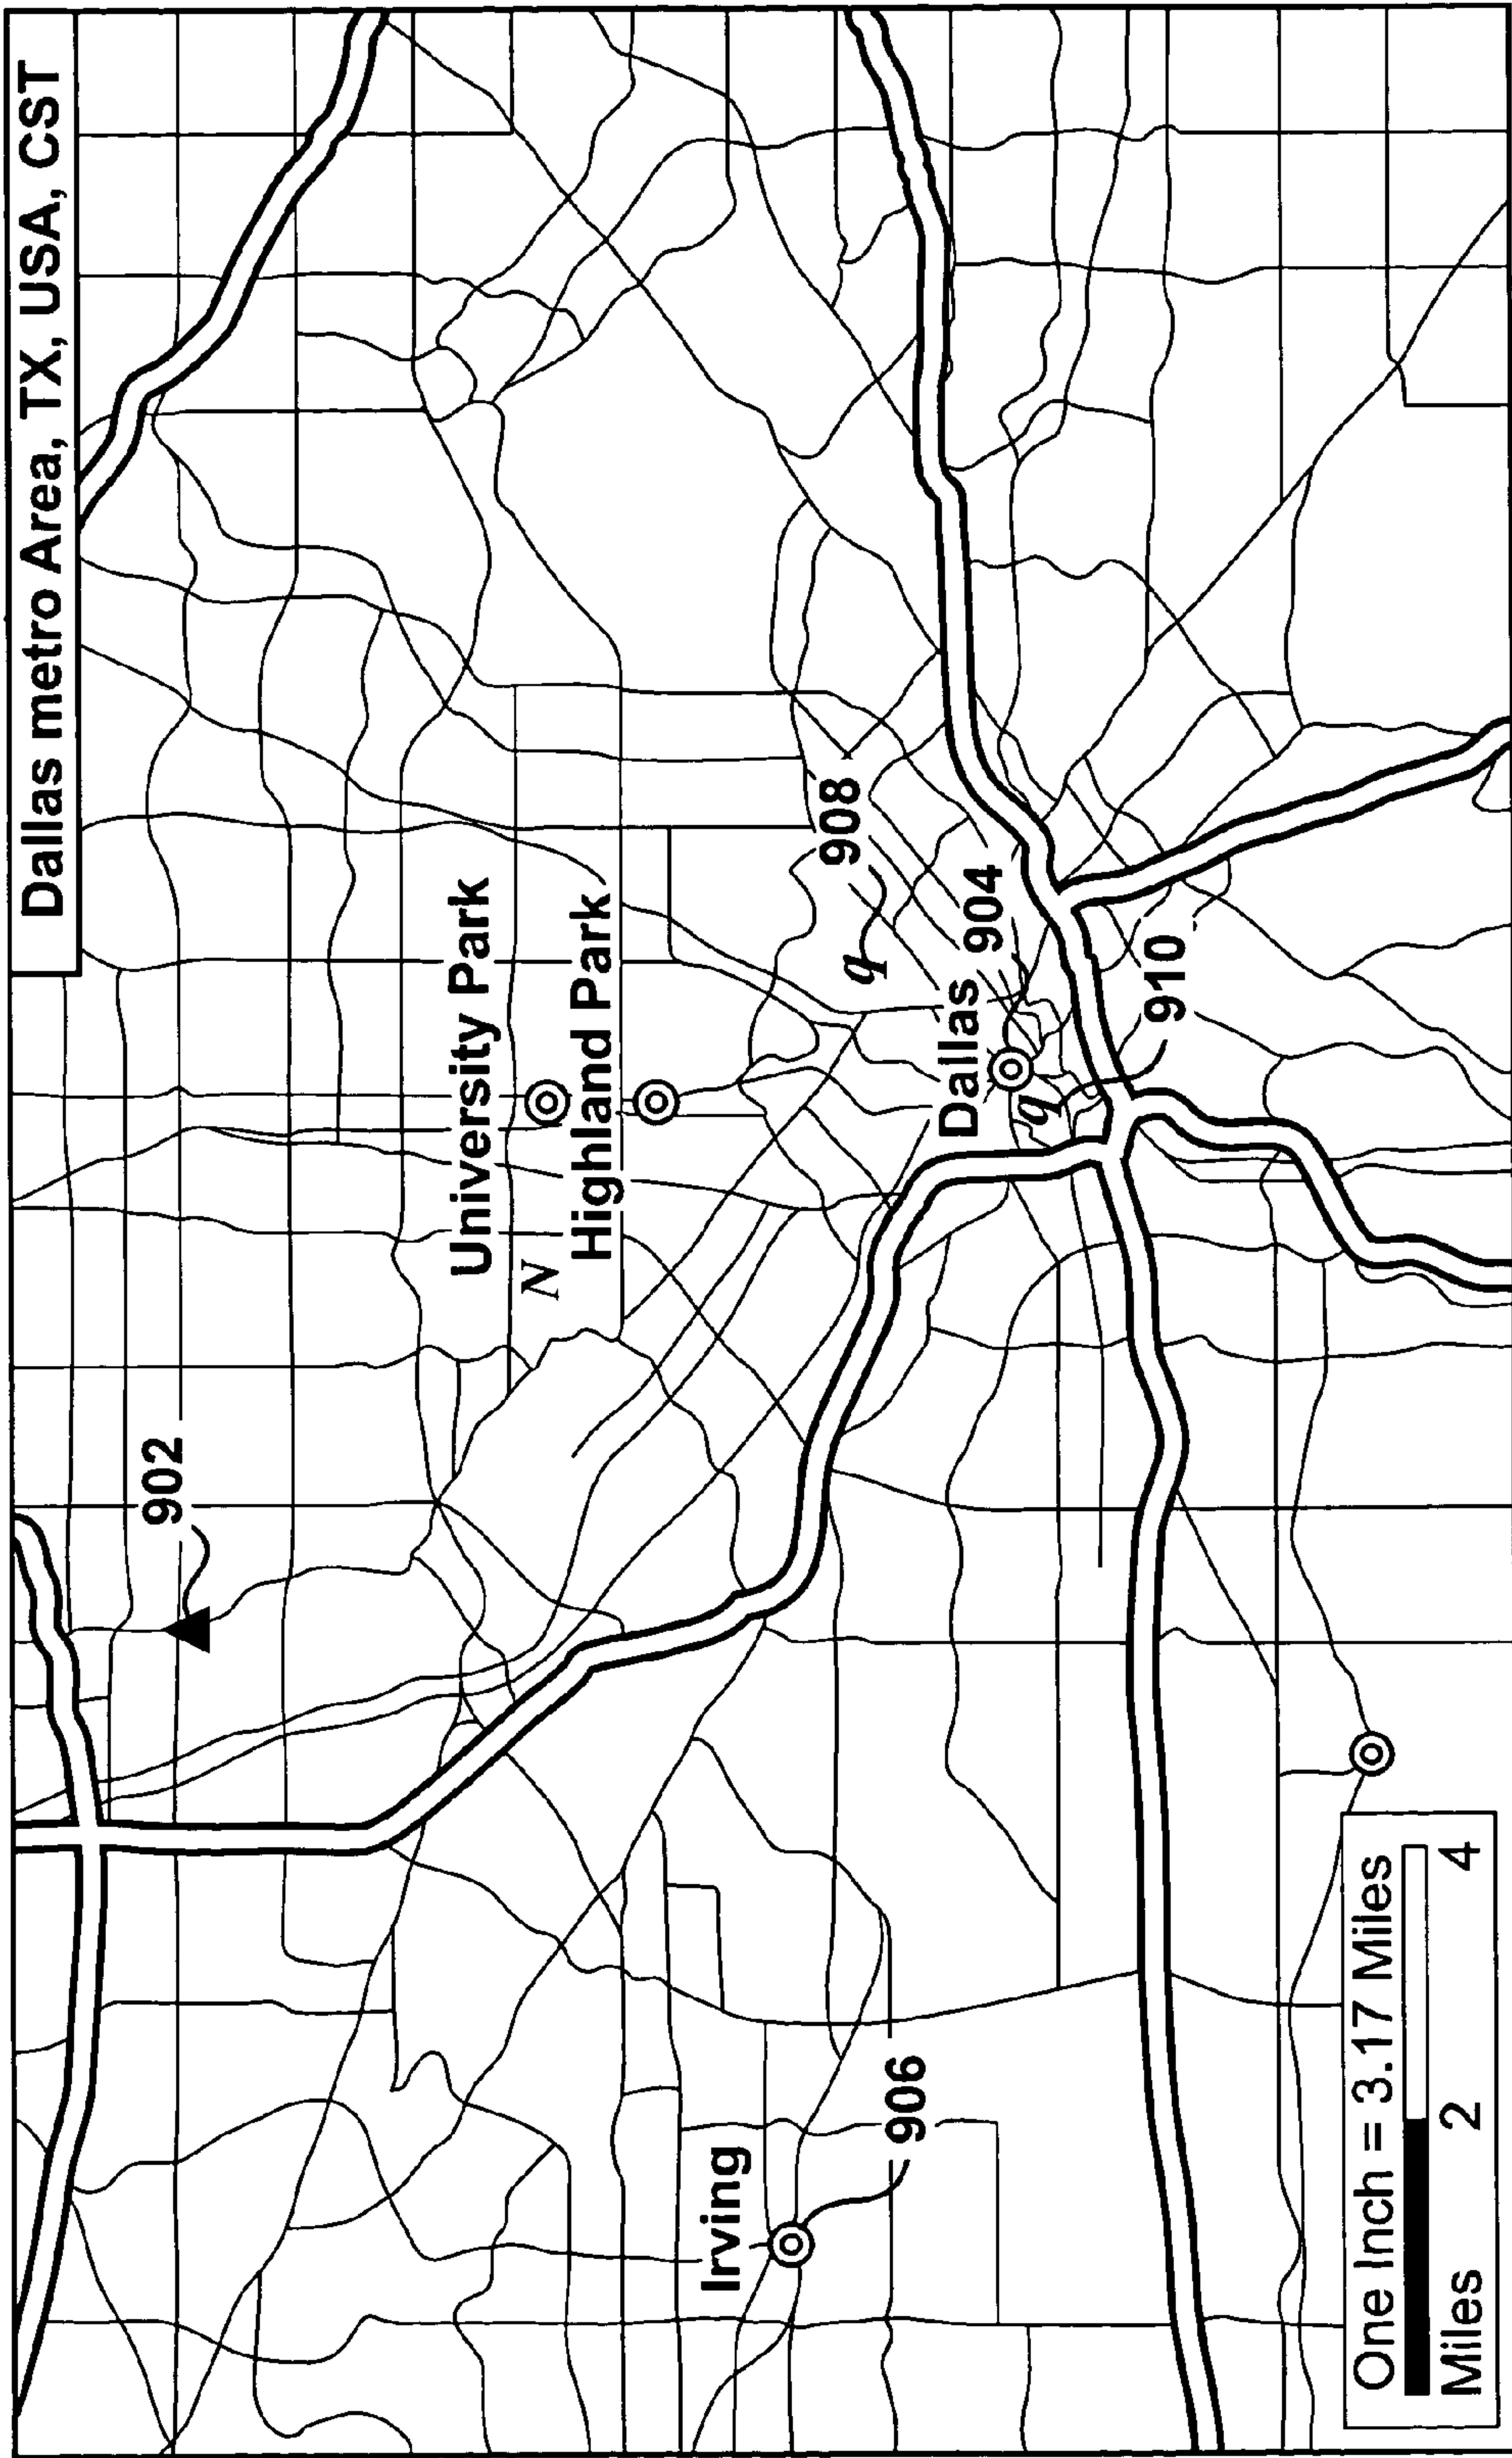 Dallas metro Area, TX, USA, CST
902
University Park
N
Highland Park
908
q
Dallas 904
q
910
Irving
906
One Inch = 3.17 Miles
Miles 2 4